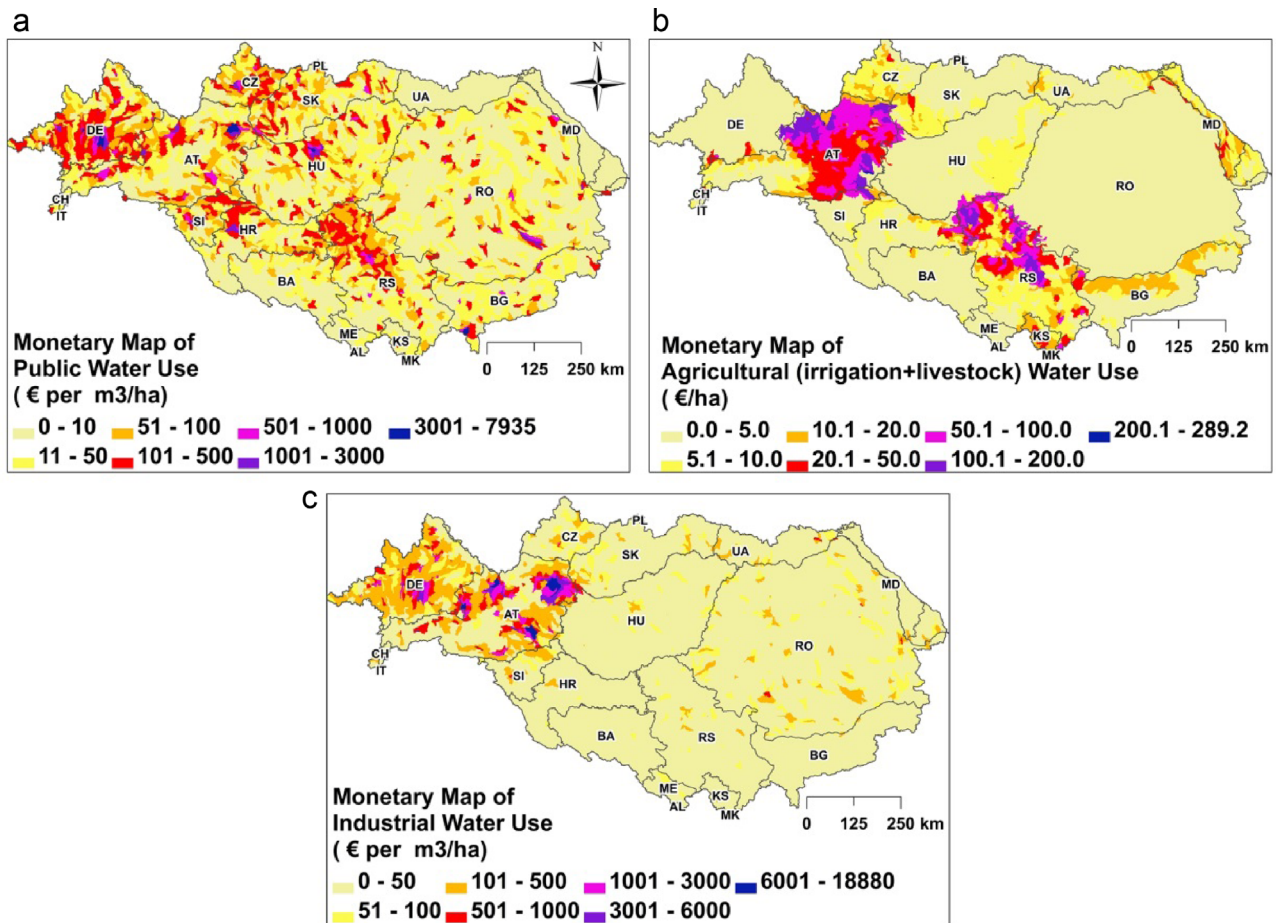 a
N
PL
CZ
SK
UA
DE
MD
AT
HU
RO
CH
IT
SI
HR
BA
RS
BG
ME
KS
AL
MK
Monetary Map of
Public Water Use
( € per m3/ha)
0 125 250 km
0 - 10 51 - 100 501 - 1000 3001 - 7935
11 - 50 101 - 500 1001 - 3000
b
PL
CZ
SK
UA
DE
MD
AT
HU
RO
CH
IT
SI
HR
BA
RS
BG
ME
KS
AL
MK
Monetary Map of
Agricultural (irrigation+livestock) Water Use
( €/ha)
0 125 250 km
0.0 - 5.0 10.1 - 20.0 50.1 - 100.0 200.1 - 289.2
5.1 - 10.0 20.1 - 50.0 100.1 - 200.0
c
PL
CZ
SK
UA
DE
MD
AT
HU
RO
CH
IT
SI
HR
BA
RS
BG
ME
KS
AL
MK
Monetary Map of
Industrial Water Use
( € per m3/ha)
0 125 250 km
0 - 50 101 - 500 1001 - 3000 6001 - 18880
51 - 100 501 - 1000 3001 - 6000